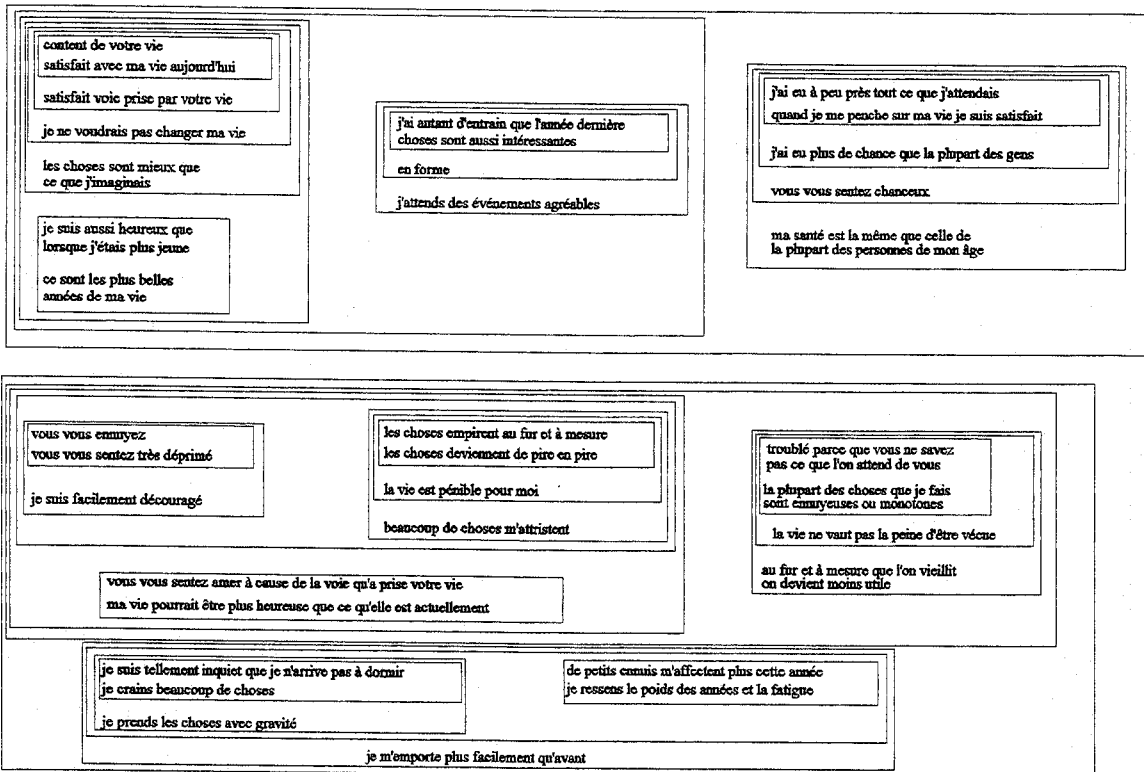 content de votre vie
satisfait avec ma vie aujourd'hui
satisfait voie prise par votre vie
je ne voudrais pas changer ma vie
les choses sont mieux que
ce que j'imaginais
je suis aussi heureux que
lorsque j'étais plus jeune
ce sont les plus belles
années de ma vie
j'ai autant d'entrain que l'année dernière
choses sont aussi intéressantes
en forme
j'attends des événements agréables
j'ai eu à peu près tout ce que j'attendais
quand je me penche sur ma vie je suis satisfait
j'ai eu plus de chance que la plupart des gens
vous vous sentez chanceux
ma santé est la même que celle de
la plupart des personnes de mon âge
vous vous ennuyez
vous vous sentez très déprimé
je suis facilement découragé
les choses empirent au fur et à mesure
les choses deviennent de pire en pire
la vie est pénible pour moi
beaucoup de choses m'attristent
troublé parce que vous ne savez
pas ce que l'on attend de vous
la plupart des choses que je fais
sont ennuyeuses ou monotones
la vie ne vaut pas la peine d'être vécue
au fur et à mesure que l'on vieillit
on devient moins utile
vous vous sentez amer à cause de la voie qu'a prise votre vie
ma vie pourrait être plus heureuse que ce qu'elle est actuellement
je suis tellement inquiet que je n'arrive pas à dormir
je crains beaucoup de choses
je prends les choses avec gravité
de petits ennuis m'affectent plus cette année
je ressens le poids des années et la fatigue
je m'emporte plus facilement qu'avant